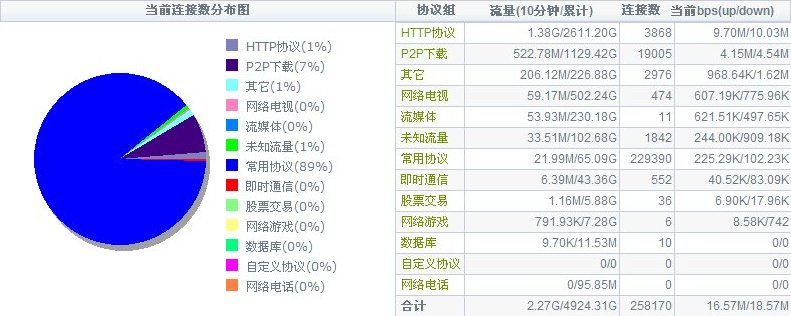 当前连接数分布图
HTTP协议(1%)
P2P下载(7%)
其它(1%)
网络电视(0%)
流媒体(0%)
未知流量(1%)
常用协议(89%)
即时通信(0%)
股票交易(0%)
网络游戏(0%)
数据库(0%)
自定义协议(0%)
网络电话(0%)
协议组 流量(10分钟/累计) 连接数 当前bps(up/down)
HTTP协议 1.38G/2611.20G 3868 9.70M/10.03M
P2P下载 522.78M/1129.42G 19005 4.15M/4.54M
其它 206.12M/226.88G 2976 968.64K/1.62M
网络电视 59.17M/502.24G 474 607.19K/775.96K
流媒体 53.93M/230.18G 11 621.51K/497.65K
未知流量 33.51M/102.68G 1842 244.00K/909.18K
常用协议 21.99M/65.09G 229390 225.29K/102.23K
即时通信 6.39M/43.36G 552 40.52K/83.09K
股票交易 1.16M/5.88G 36 6.90K/17.96K
网络游戏 791.93K/7.28G 6 8.58K/742
数据库 9.70K/11.53M 10 0/0
自定义协议 0/0 0 0/0
网络电话 0/95.85M 0 0/0
合计 2.27G/4924.31G 258170 16.57M/18.57M